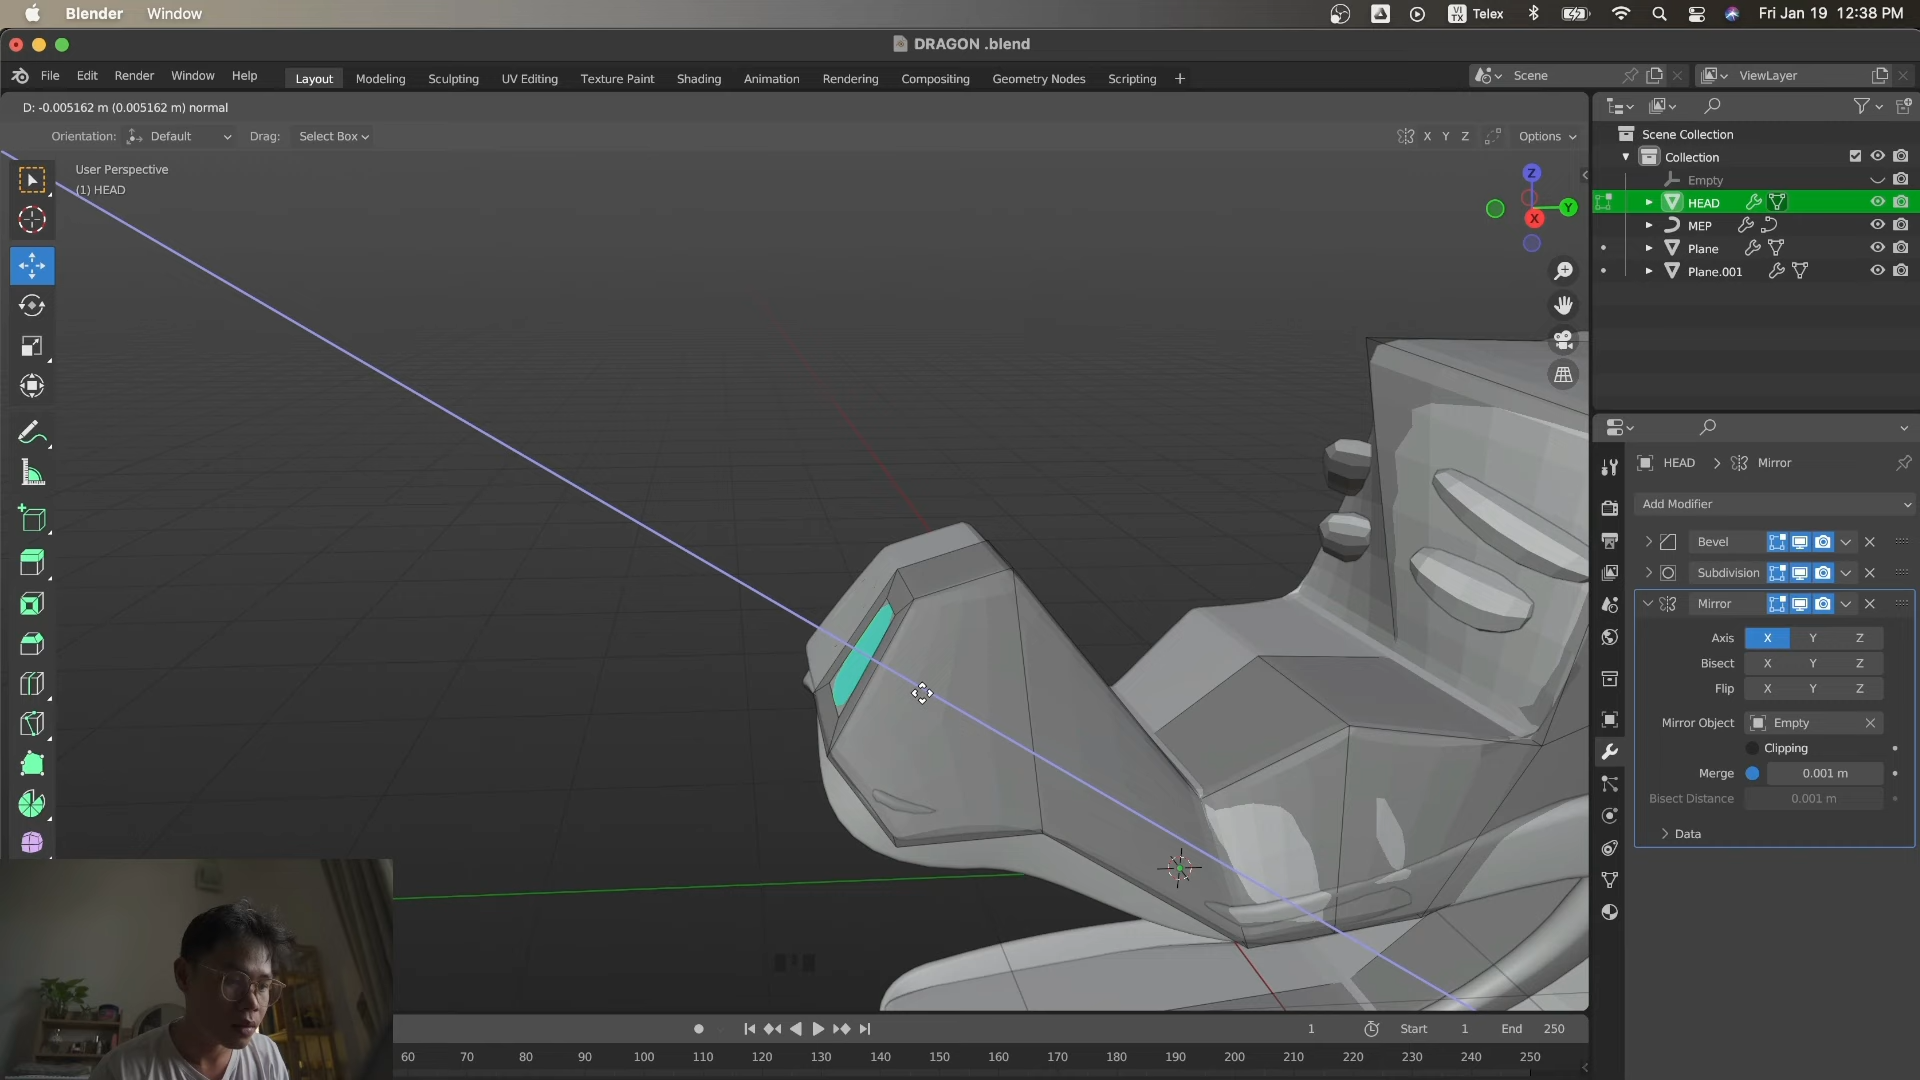 Blender Window
VI TX Telex Fri Jan 19 12:38 PM
DRAGON .blend
File Edit Render Window Help Layout Modeling Sculpting UV Editing Texture Paint Shading Animation Rendering Compositing Geometry Nodes Scripting + Scene ViewLayer
D: -0.005162 m (0.005162 m) normal
Orientation: Default Drag: Select Box X Y Z Options
User Perspective
(1) HEAD
Z
Y
X
Scene Collection
Collection
Empty
HEAD
MEP
Plane
Plane.001
HEAD > Mirror
Add Modifier
Bevel
Subdivision
Mirror
Axis X Y Z
Bisect X Y Z
Flip X Y Z
Mirror Object Empty
Clipping
Merge 0.001 m
Bisect Distance 0.001 m
Data
1 Start 1 End 250
60 70 80 90 100 110 120 130 140 150 160 170 180 190 200 210 220 230 240 250